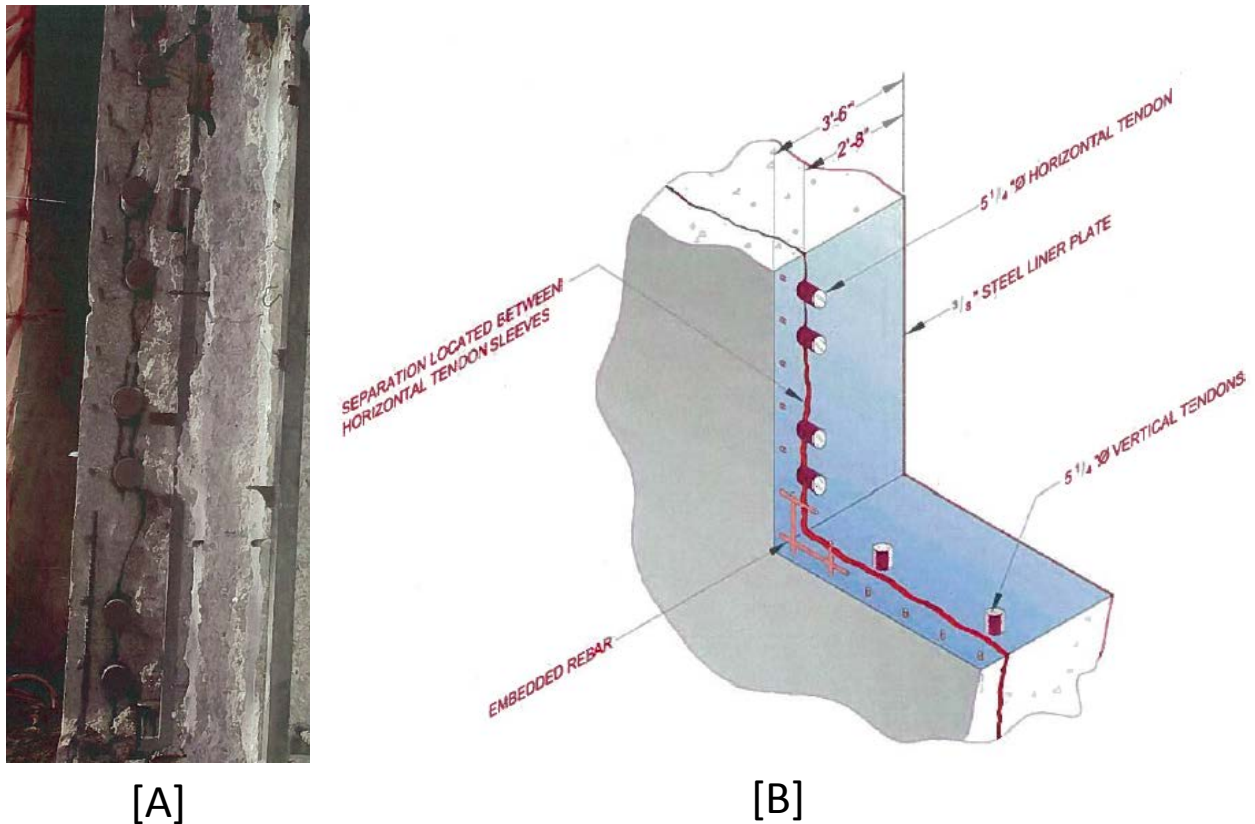 3'-6"
2'-8"
5 1/4 "Ø HORIZONTAL TENDON
3/8" STEEL LINER PLATE
SEPARATION LOCATED BETWEEN
HORIZONTAL TENDON SLEEVES
5 1/4 "Ø VERTICAL TENDONS
EMBEDDED REBAR
[A]
[B]